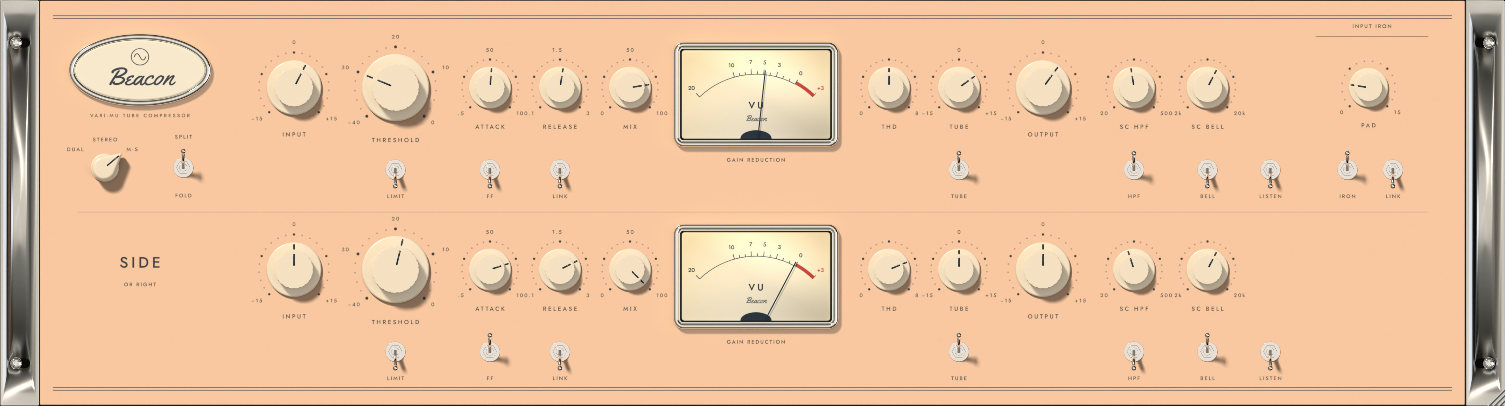 INPUT IRON
Beacon
VARI-MU TUBE COMPRESSOR
STEREO
DUAL M-S
SPLIT
FOLD
0
-15 +15
INPUT
20
30 10
-40 0
THRESHOLD
LIMIT
50
.5 100
ATTACK
FF
1.5
.1 3
RELEASE
LINK
50
0 100
MIX
20 10 7 5 3 0 +3
VU
Beacon
GAIN REDUCTION
0 8
THD
0
-15 +15
TUBE
TUBE
0
-15 +15
OUTPUT
20 500
SC HPF
HPF
2k 20k
SC BELL
BELL
LISTEN
0 15
PAD
IRON
LINK
SIDE
OR RIGHT
0
-15 +15
INPUT
20
30 10
-40 0
THRESHOLD
LIMIT
50
.5 100
ATTACK
FF
1.5
.1 3
RELEASE
LINK
50
0 100
MIX
20 10 7 5 3 0 +3
VU
Beacon
GAIN REDUCTION
0 8
THD
0
-15 +15
TUBE
TUBE
0
-15 +15
OUTPUT
20 500
SC HPF
HPF
2k 20k
SC BELL
BELL
LISTEN